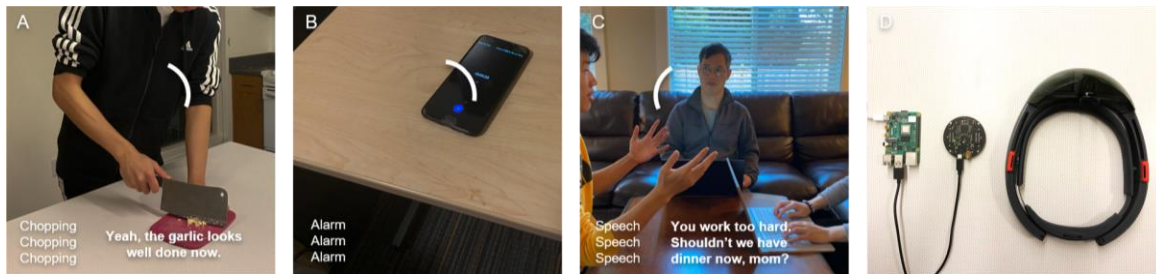 A
Chopping
Chopping
Chopping
Yeah, the garlic looks
well done now.
B
Alarm
Alarm
Alarm
C
Speech
Speech
Speech
You work too hard.
Shouldn't we have
dinner now, mom?
D